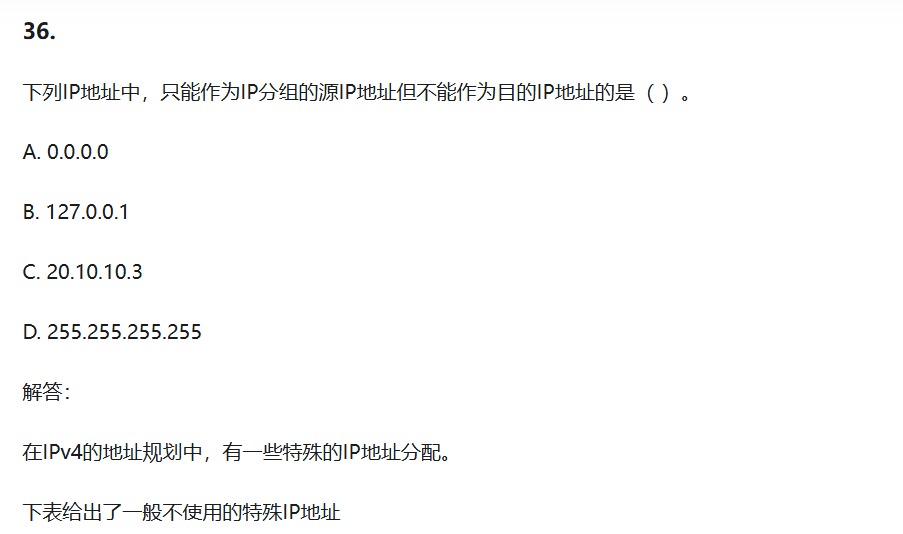 36.
下列IP地址中，只能作为IP分组的源IP地址但不能作为目的IP地址的是（ ）。
A. 0.0.0.0
B. 127.0.0.1
C. 20.10.10.3
D. 255.255.255.255
解答：
在IPv4的地址规划中，有一些特殊的IP地址分配。
下表给出了一般不使用的特殊IP地址